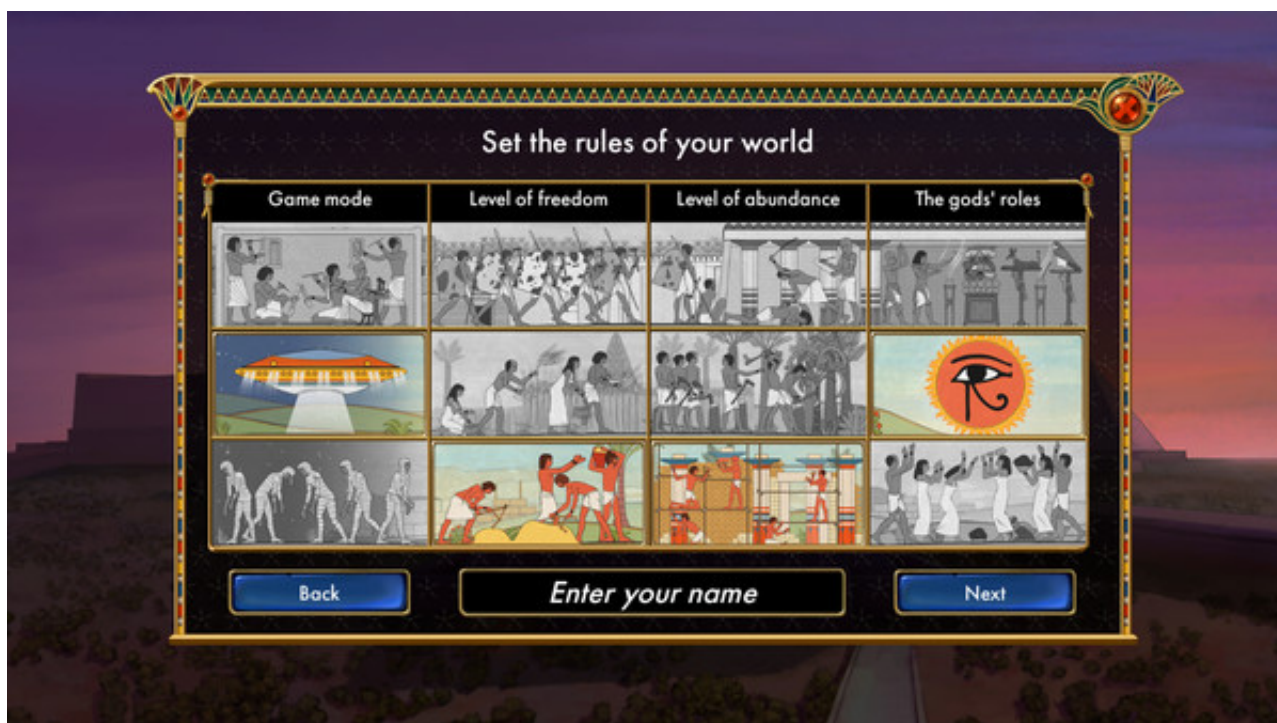 Set the rules of your world
Game mode
Level of freedom
Level of abundance
The gods' roles
Back
Enter your name
Next